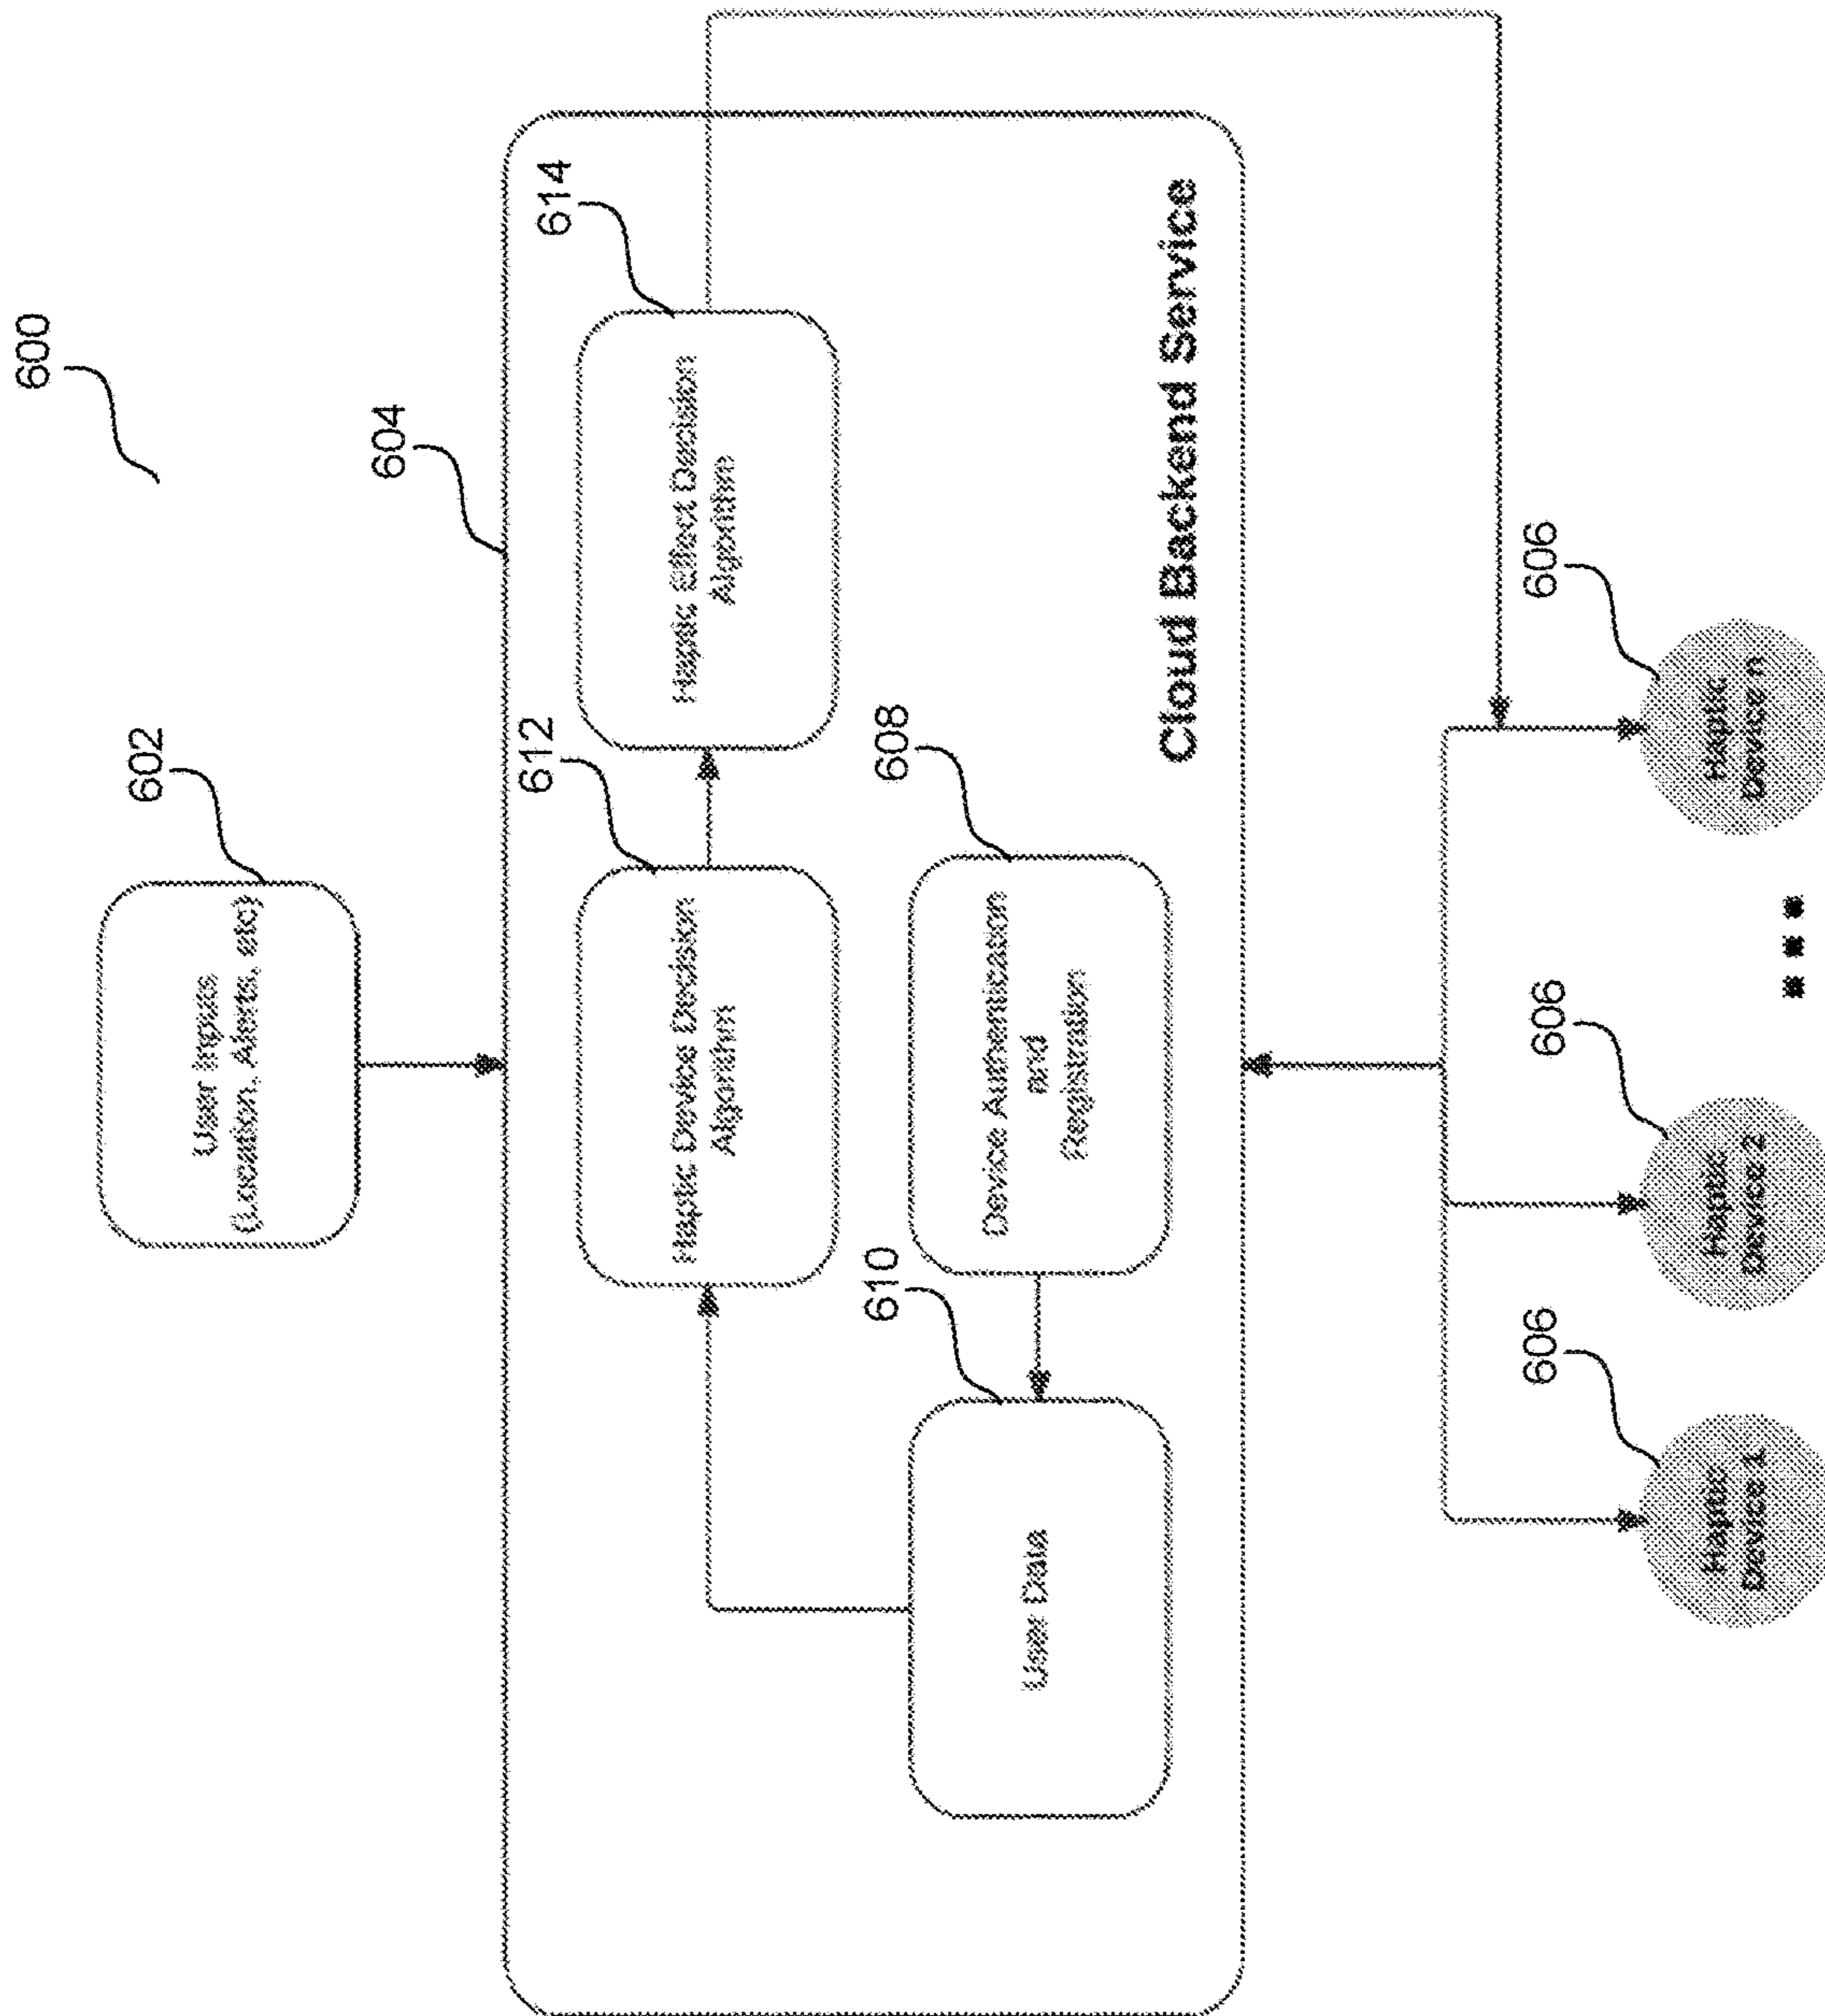 600
602
User Inputs
(Location, Alerts, etc)
604
612
614
Haptic Device Decision
Algorithm
Haptic Effect Decision
Algorithm
610
608
User Data
Device Authentication
and
Registration
Cloud Backend Service
606
606
606
Haptic
Device 1
Haptic
Device 2
Haptic
Device n